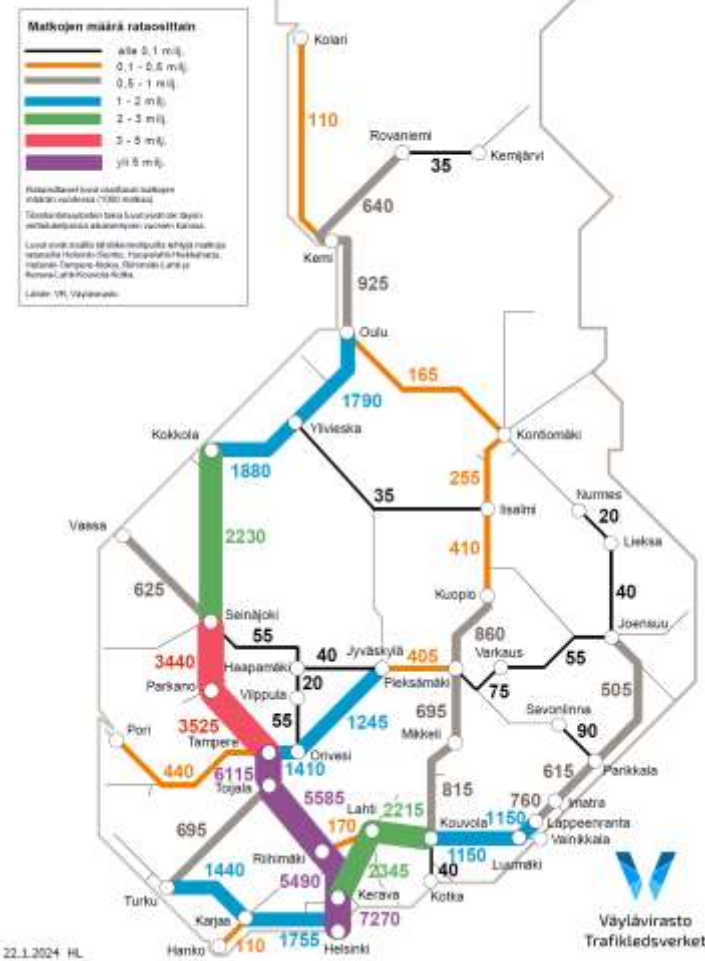 Matkojen määrä rataosittain
alle 0,1 milj.
0,1 - 0,5 milj.
0,5 - 1 milj.
1 - 2 milj.
2 - 3 milj.
3 - 5 milj.
yli 5 milj.
Lähde: VR, Väylävirasto
Kolari
110
Rovaniemi
35
Kemijärvi
640
Kemi
925
Oulu
165
1790
Ylivieska
Kontiomäki
Kokkola
1880
255
Nurmes
35
Iisalmi
20
Vaasa
2230
410
Lieksa
Kuopio
40
625
Seinäjoki
860
Joensuu
55
Jyväskylä
Varkaus
55
3440
Haapamäki
40
405
Pieksämäki
75
505
Parkano
20
Vilppula
Savonlinna
1245
695
90
3525
55
Pori
Tampere
Mikkeli
Orivesi
Parikkala
440
6115
1410
615
Toijala
5585
815
760
Imatra
Lahti
2215
695
170
Kouvola
1150
Lappeenranta
Vainikkala
Riihimäki
1150
Luumäki
1440
5490
2345
40
Turku
Kerava
Kotka
Karjaa
7270
Väylävirasto
Trafikledsverket
Hanko
110
1755
Helsinki
22.1.2024 HL